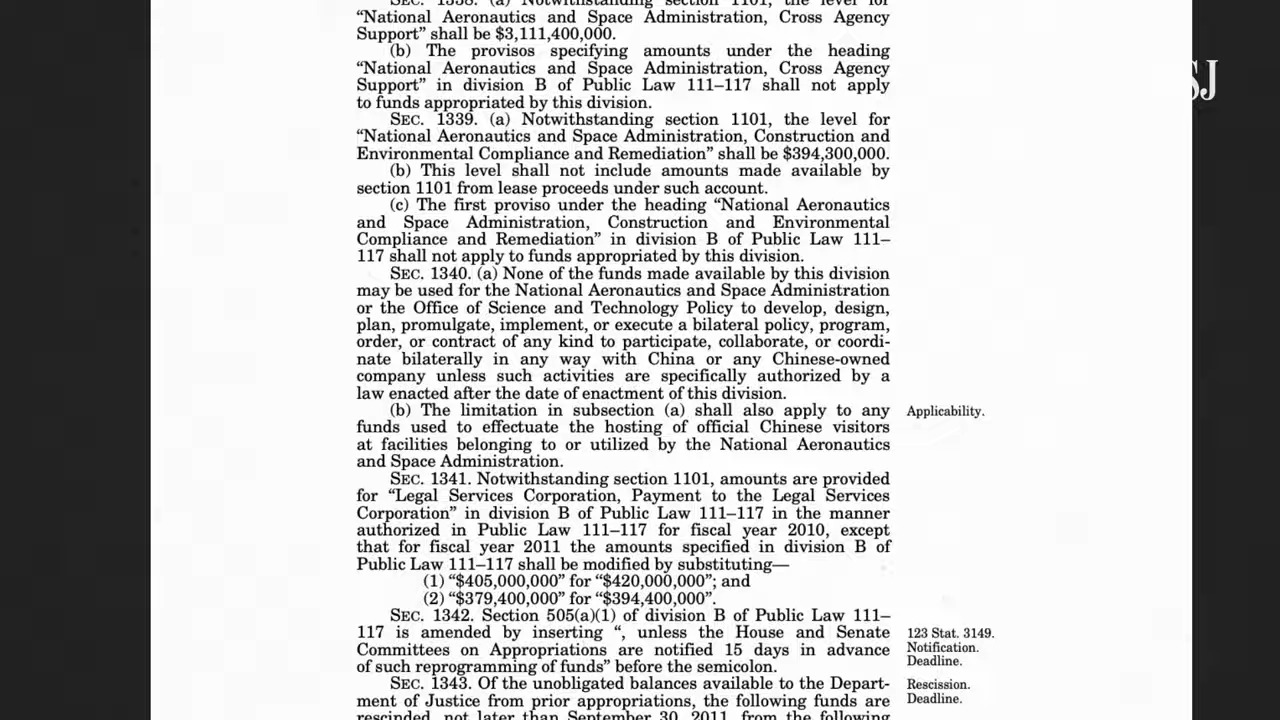 SEC. 1338. (a) Notwithstanding section 1101, the level for
“National Aeronautics and Space Administration, Cross Agency
Support” shall be $3,111,400,000.
(b) The provisos specifying amounts under the heading
“National Aeronautics and Space Administration, Cross Agency
Support” in division B of Public Law 111–117 shall not apply
to funds appropriated by this division.
SEC. 1339. (a) Notwithstanding section 1101, the level for
“National Aeronautics and Space Administration, Construction and
Environmental Compliance and Remediation” shall be $394,300,000.
(b) This level shall not include amounts made available by
section 1101 from lease proceeds under such account.
(c) The first proviso under the heading “National Aeronautics
and Space Administration, Construction and Environmental
Compliance and Remediation” in division B of Public Law 111–
117 shall not apply to funds appropriated by this division.
SEC. 1340. (a) None of the funds made available by this division
may be used for the National Aeronautics and Space Administration
or the Office of Science and Technology Policy to develop, design,
plan, promulgate, implement, or execute a bilateral policy, program,
order, or contract of any kind to participate, collaborate, or coordi-
nate bilaterally in any way with China or any Chinese-owned
company unless such activities are specifically authorized by a
law enacted after the date of enactment of this division.
(b) The limitation in subsection (a) shall also apply to any
funds used to effectuate the hosting of official Chinese visitors
at facilities belonging to or utilized by the National Aeronautics
and Space Administration.
Applicability.
SEC. 1341. Notwithstanding section 1101, amounts are provided
for “Legal Services Corporation, Payment to the Legal Services
Corporation” in division B of Public Law 111–117 in the manner
authorized in Public Law 111–117 for fiscal year 2010, except
that for fiscal year 2011 the amounts specified in division B of
Public Law 111–117 shall be modified by substituting—
(1) “$405,000,000” for “$420,000,000”; and
(2) “$379,400,000” for “$394,400,000”.
SEC. 1342. Section 505(a)(1) of division B of Public Law 111–
117 is amended by inserting “, unless the House and Senate
Committees on Appropriations are notified 15 days in advance
of such reprogramming of funds” before the semicolon.
123 Stat. 3149.
Notification.
Deadline.
SEC. 1343. Of the unobligated balances available to the Depart-
ment of Justice from prior appropriations, the following funds are
rescinded, not later than September 30, 2011, from the following
Rescission.
Deadline.
SJ